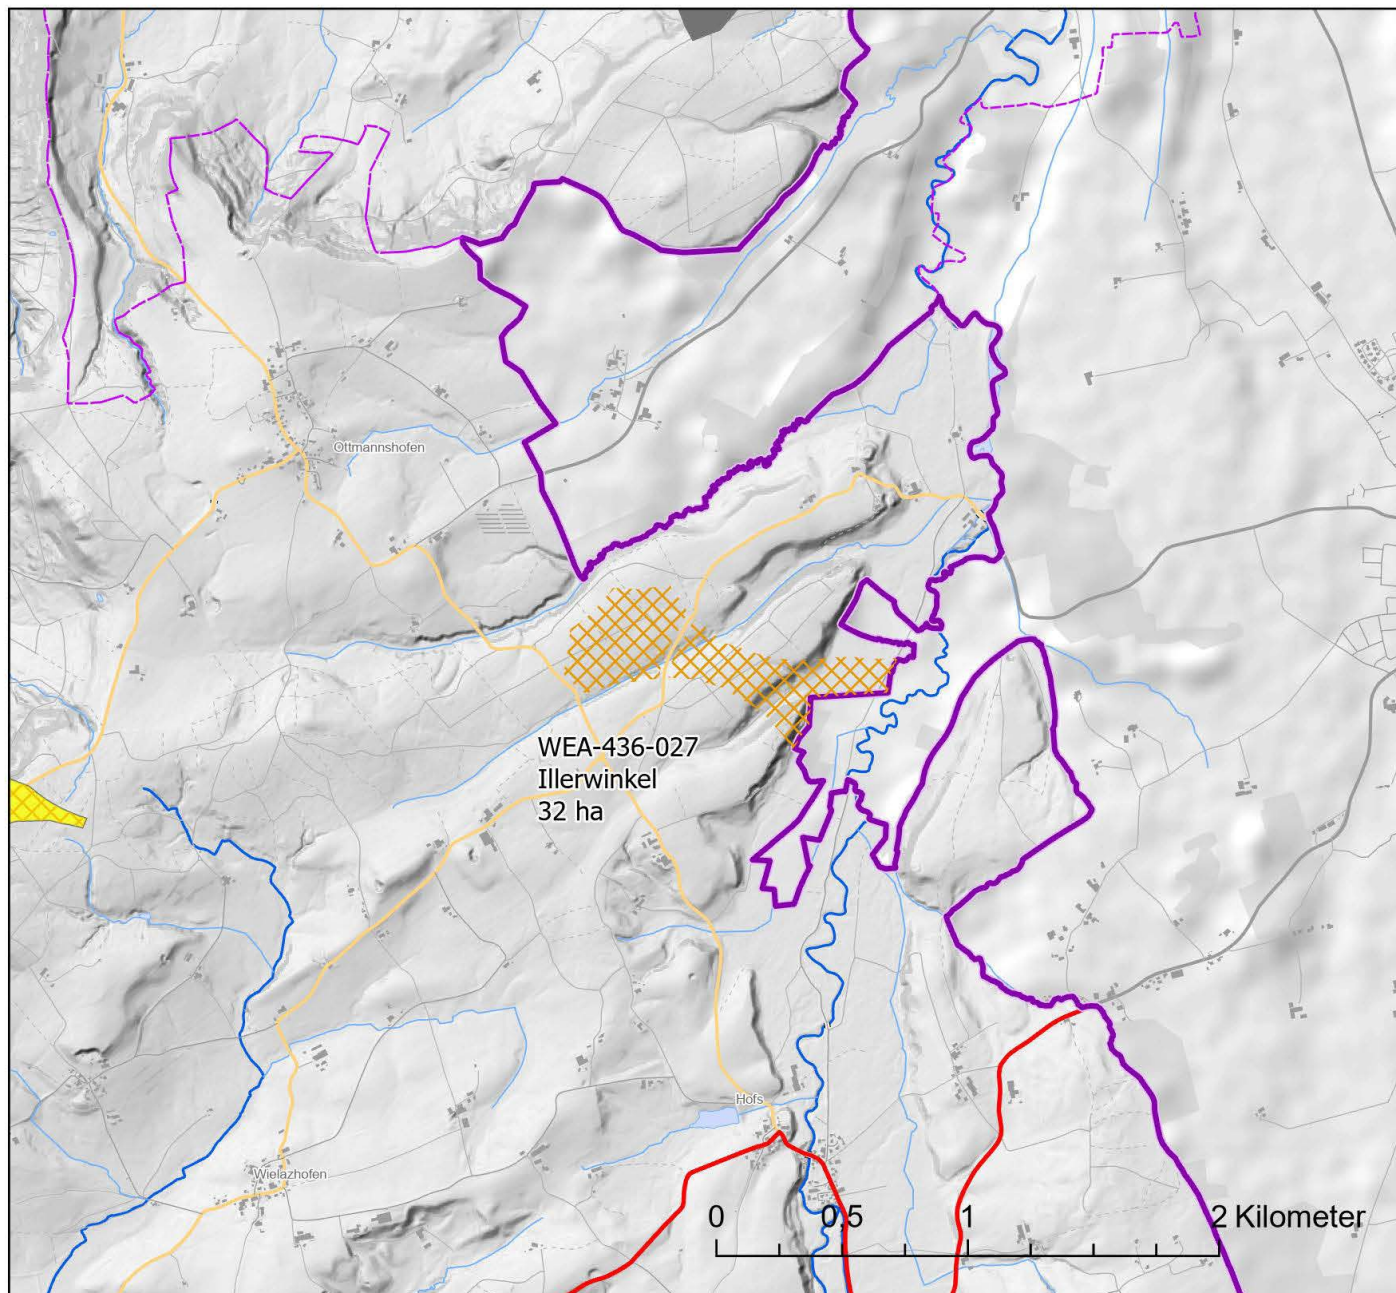 Ottmannshofen
WEA-436-027
Illerwinkel
32 ha
Hofs
Wielazhofen
0 0,5 1 2 Kilometer